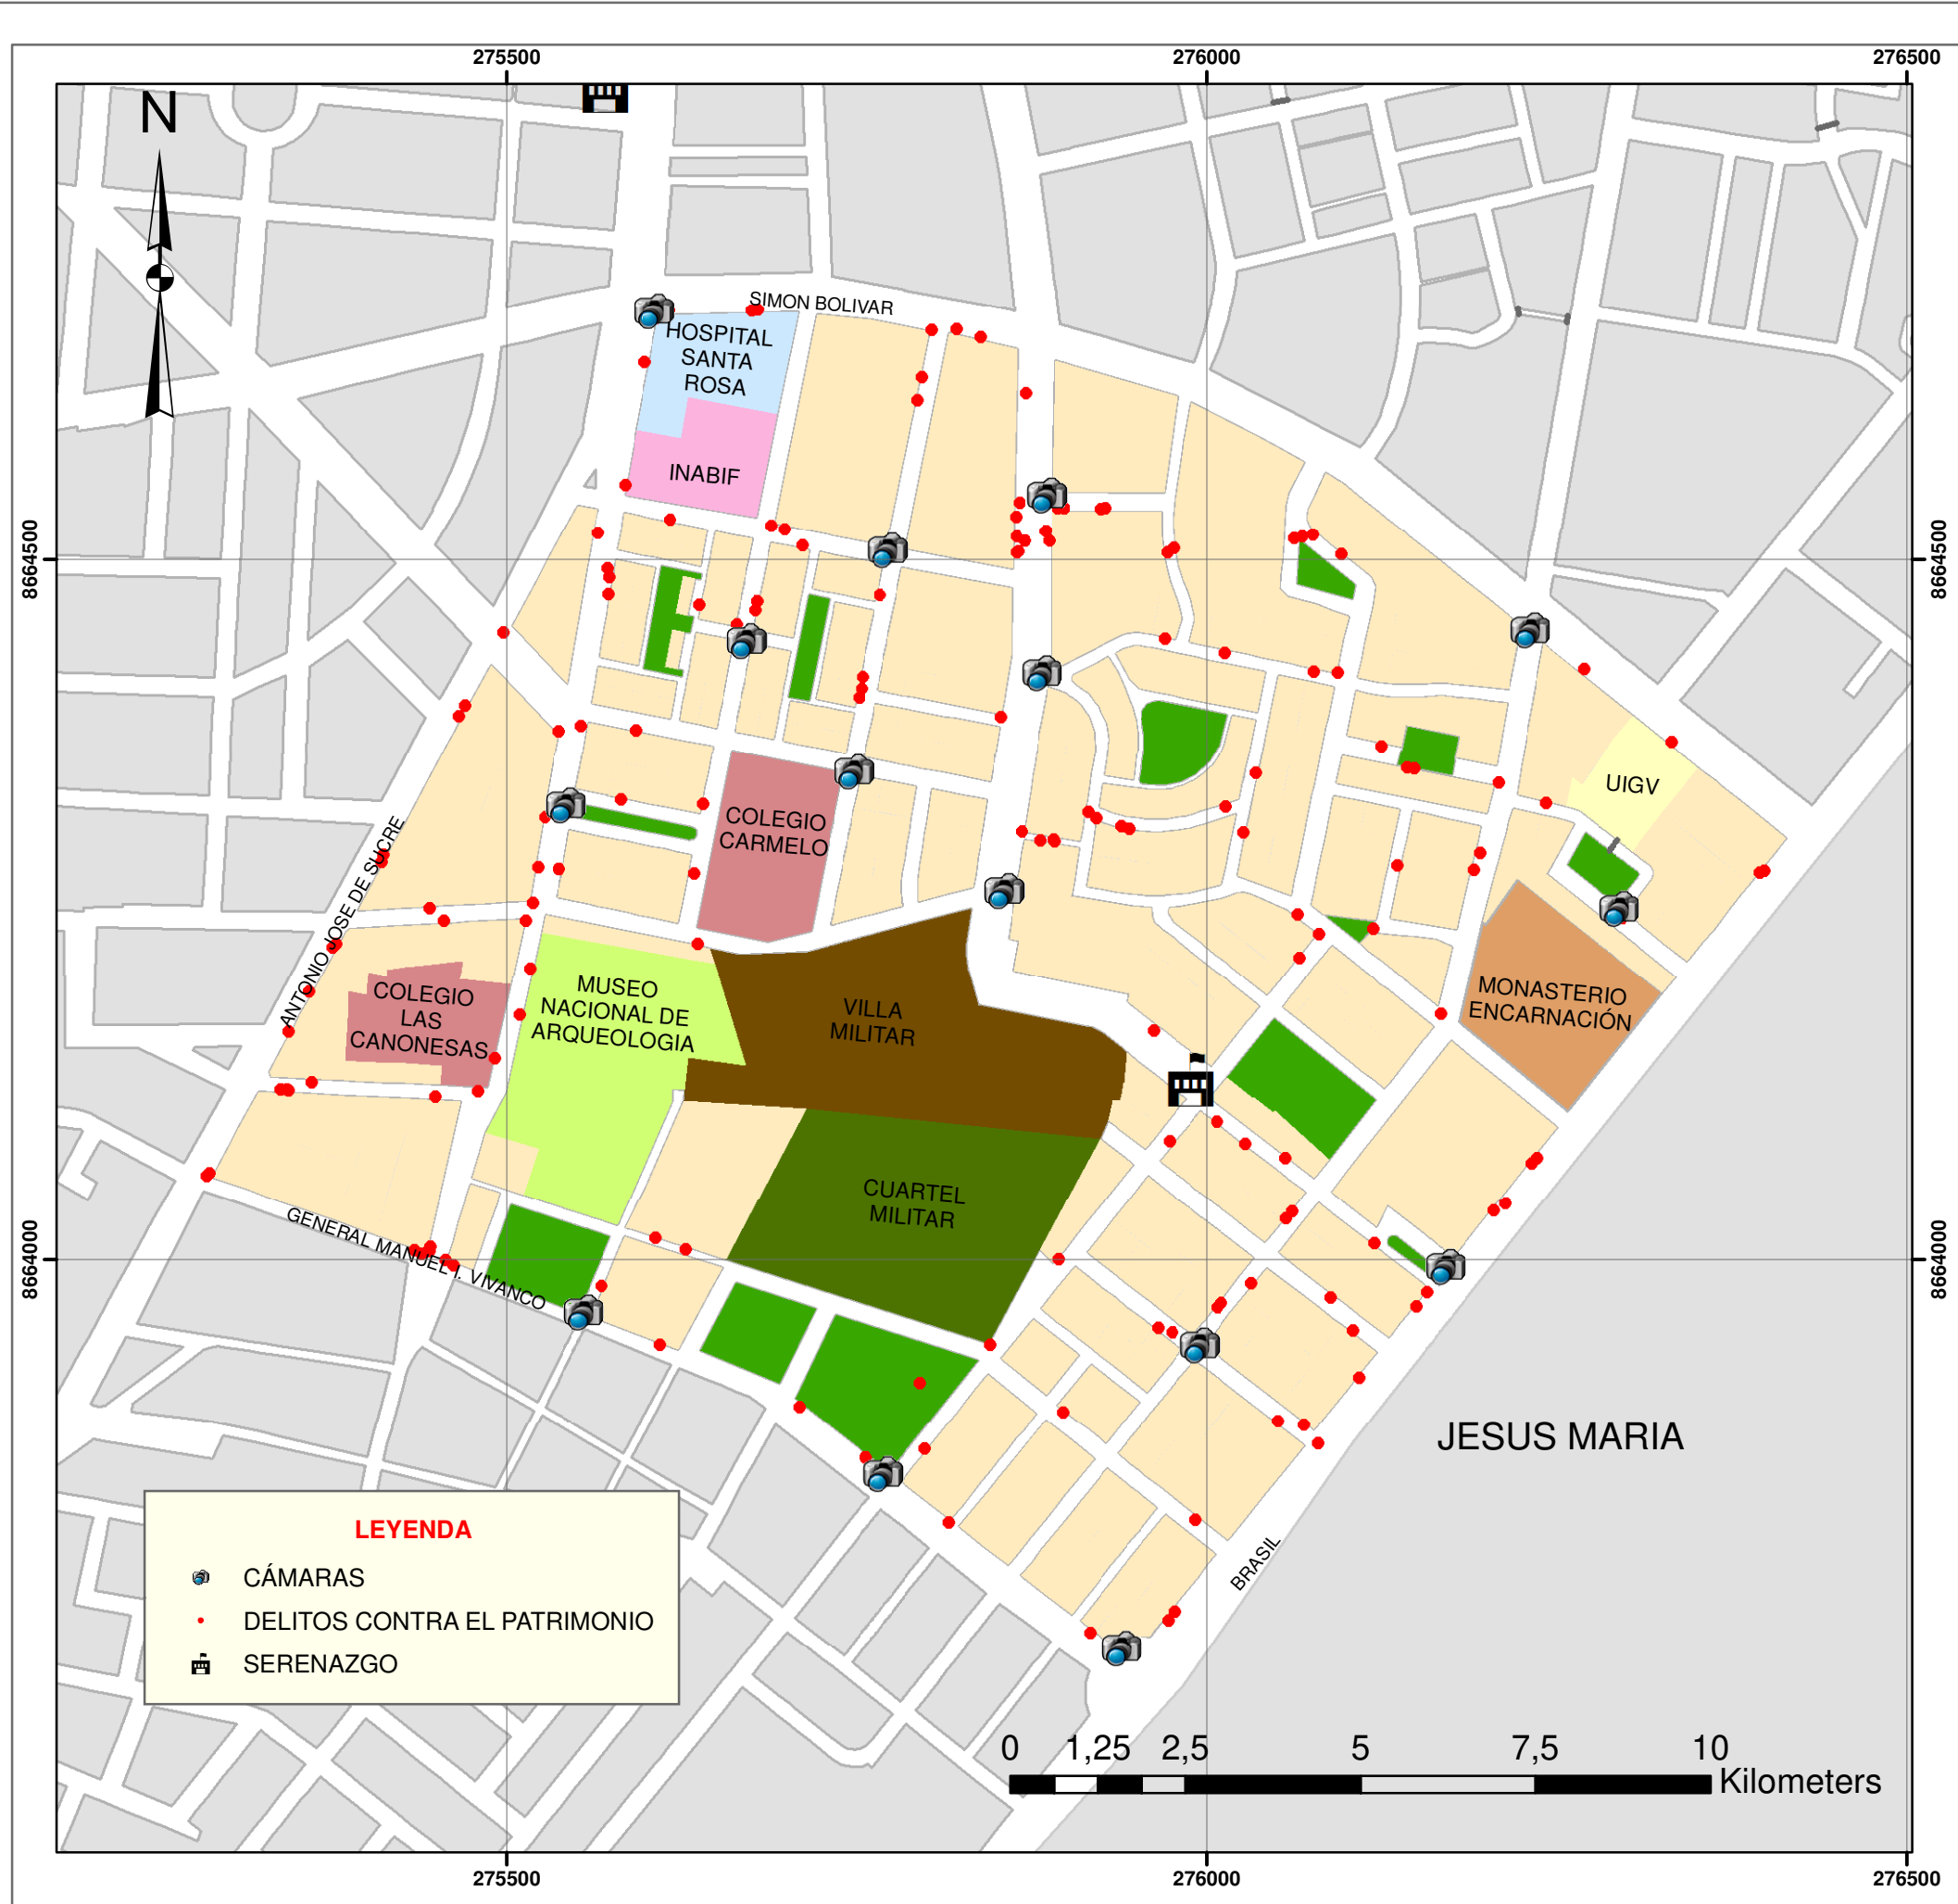 275500
276000
276500
N
SIMON BOLIVAR
HOSPITAL
SANTA
ROSA
INABIF
8664500
8664500
UIGV
COLEGIO
CARMELO
ANTONIO JOSE DE SUCRE
COLEGIO
LAS
CANONESAS
MUSEO
NACIONAL DE
ARQUEOLOGIA
VILLA
MILITAR
MONASTERIO
ENCARNACIÓN
CUARTEL
MILITAR
8664000
8664000
GENERAL MANUEL I. VIVANCO
JESUS MARIA
BRASIL
LEYENDA
CÁMARAS
DELITOS CONTRA EL PATRIMONIO
SERENAZGO
0 1,25 2,5 5 7,5 10
Kilometers
275500
276000
276500